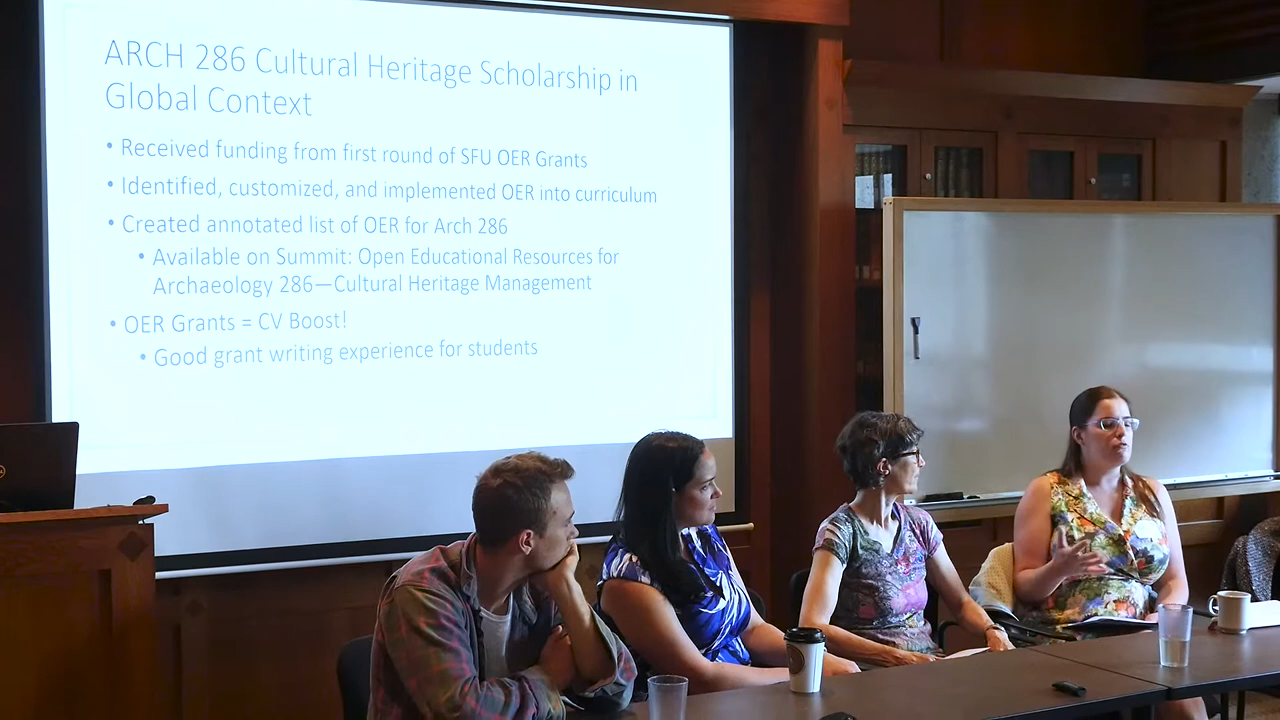 ARCH 286 Cultural Heritage Scholarship in
Global Context
• Received funding from first round of SFU OER Grants
• Identified, customized, and implemented OER into curriculum
• Created annotated list of OER for Arch 286
• Available on Summit: Open Educational Resources for
Archaeology 286—Cultural Heritage Management
• OER Grants = CV Boost!
• Good grant writing experience for students